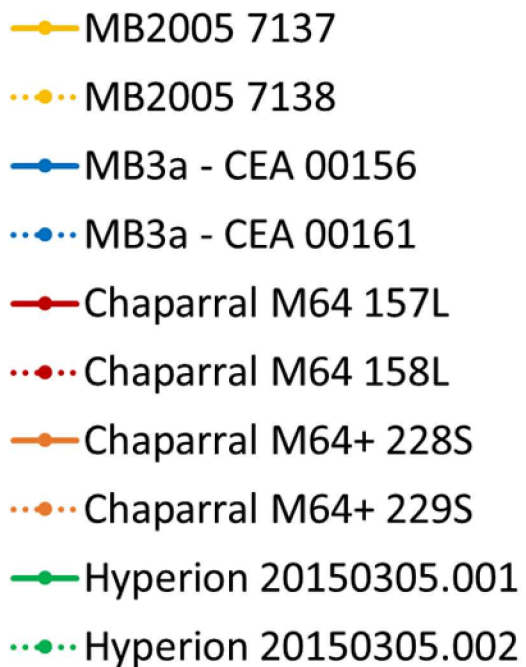 MB2005 7137
MB2005 7138
MB3a - CEA 00156
MB3a - CEA 00161
Chaparral M64 157L
Chaparral M64 158L
Chaparral M64+ 228S
Chaparral M64+ 229S
Hyperion 20150305.001
Hyperion 20150305.002